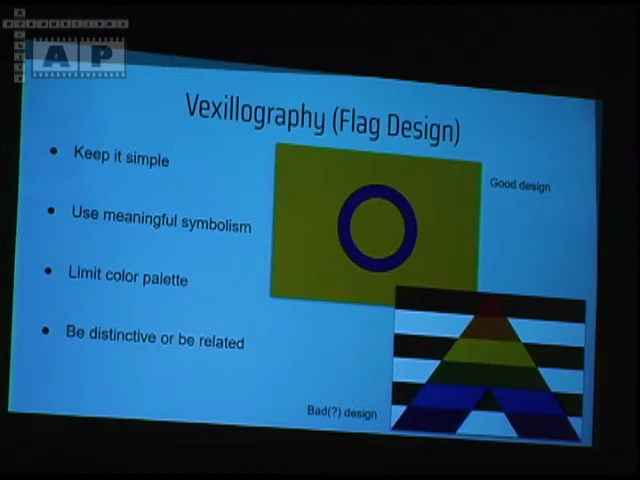 AP
Vexillography (Flag Design)
Keep it simple
Good design
Use meaningful symbolism
Limit color palette
Be distinctive or be related
Bad(?) design